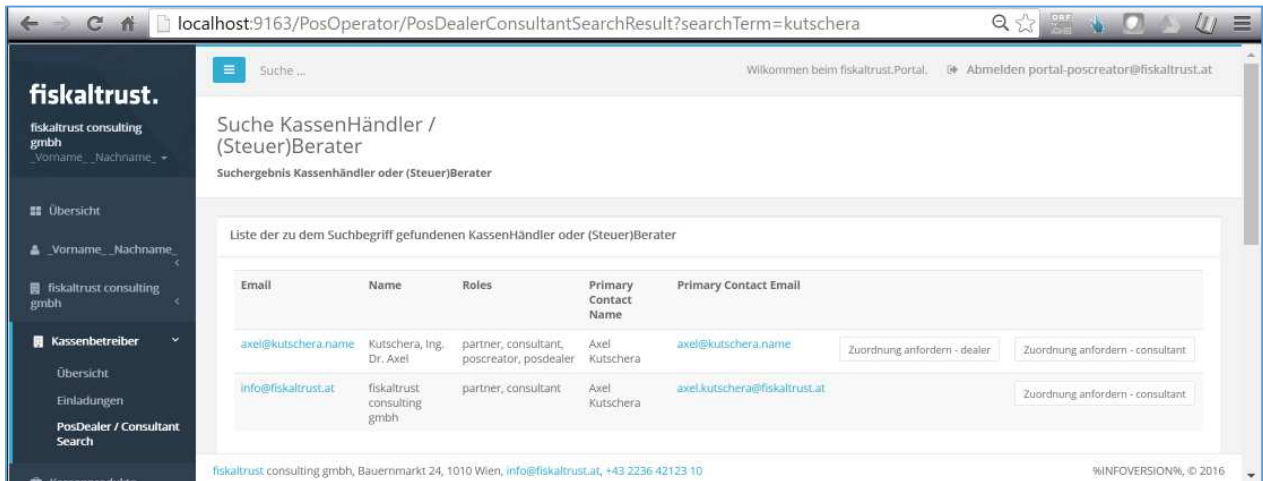 localhost:9163/PosOperator/PosDealerConsultantSearchResult?searchTerm=kutschera
fiskaltrust.
fiskaltrust consulting
gmbh
_Vorname_ _Nachname_
Übersicht
_Vorname_ _Nachname_
fiskaltrust consulting
gmbh
Kassenbetreiber
Übersicht
Einladungen
PosDealer / Consultant
Search
Suche ...
Wilkommen beim fiskaltrust.Portal.
Abmelden portal-poscreator@fiskaltrust.at
Suche KassenHändler /
(Steuer)Berater
Suchergebnis Kassenhändler oder (Steuer)Berater
Liste der zu dem Suchbegriff gefundenen KassenHändler oder (Steuer)Berater
Email Name Roles Primary Contact Name Primary Contact Email
axel@kutschera.name Kutschera, Ing. Dr. Axel partner, consultant, poscreator, posdealer Axel Kutschera axel@kutschera.name Zuordnung anfordern - dealer Zuordnung anfordern - consultant
info@fiskaltrust.at fiskaltrust consulting gmbh partner, consultant Axel Kutschera axel.kutschera@fiskaltrust.at Zuordnung anfordern - consultant
fiskaltrust consulting gmbh, Bauernmarkt 24, 1010 Wien, info@fiskaltrust.at, +43 2236 42123 10
%INFOVERSION%, © 2016